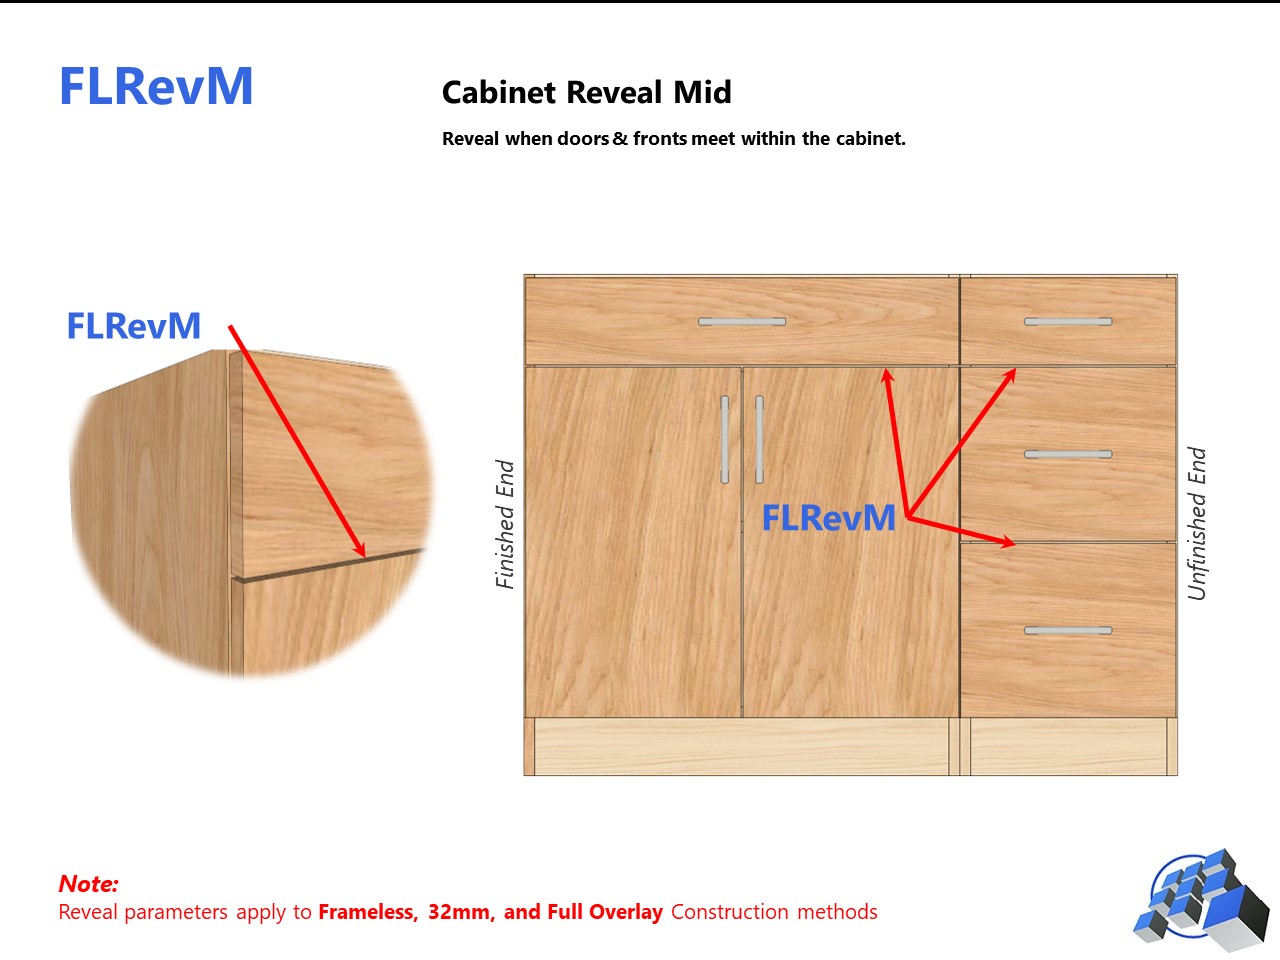 FLRevM
Cabinet Reveal Mid
Reveal when doors & fronts meet within the cabinet.
FLRevM
Finished End
FLRevM
Unfinished End
Note:
Reveal parameters apply to Frameless, 32mm, and Full Overlay Construction methods